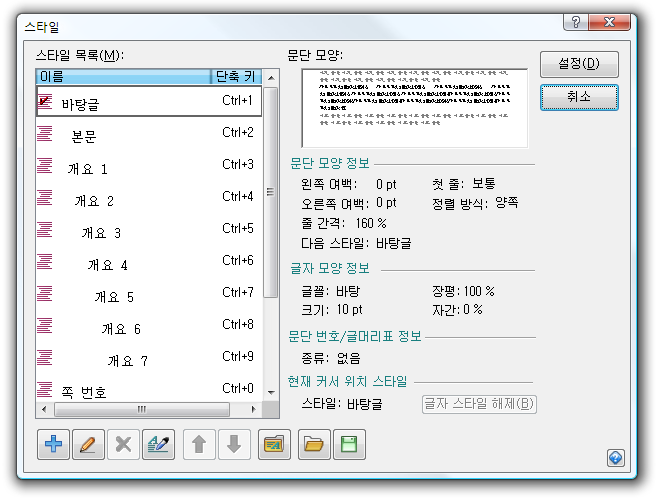 스타일
스타일 목록(M):
이름 단축 키
바탕글 Ctrl+1
본문 Ctrl+2
개요 1 Ctrl+3
개요 2 Ctrl+4
개요 3 Ctrl+5
개요 4 Ctrl+6
개요 5 Ctrl+7
개요 6 Ctrl+8
개요 7 Ctrl+9
쪽 번호 Ctrl+0
문단 모양:
문단 모양 정보
왼쪽 여백: 0 pt 첫 줄: 보통
오른쪽 여백: 0 pt 정렬 방식: 양쪽
줄 간격: 160 %
다음 스타일: 바탕글
글자 모양 정보
글꼴: 바탕 장평: 100 %
크기: 10 pt 자간: 0 %
문단 번호/글머리표 정보
종류: 없음
현재 커서 위치 스타일
스타일: 바탕글 글자 스타일 해제(B)
설정(D)
취소